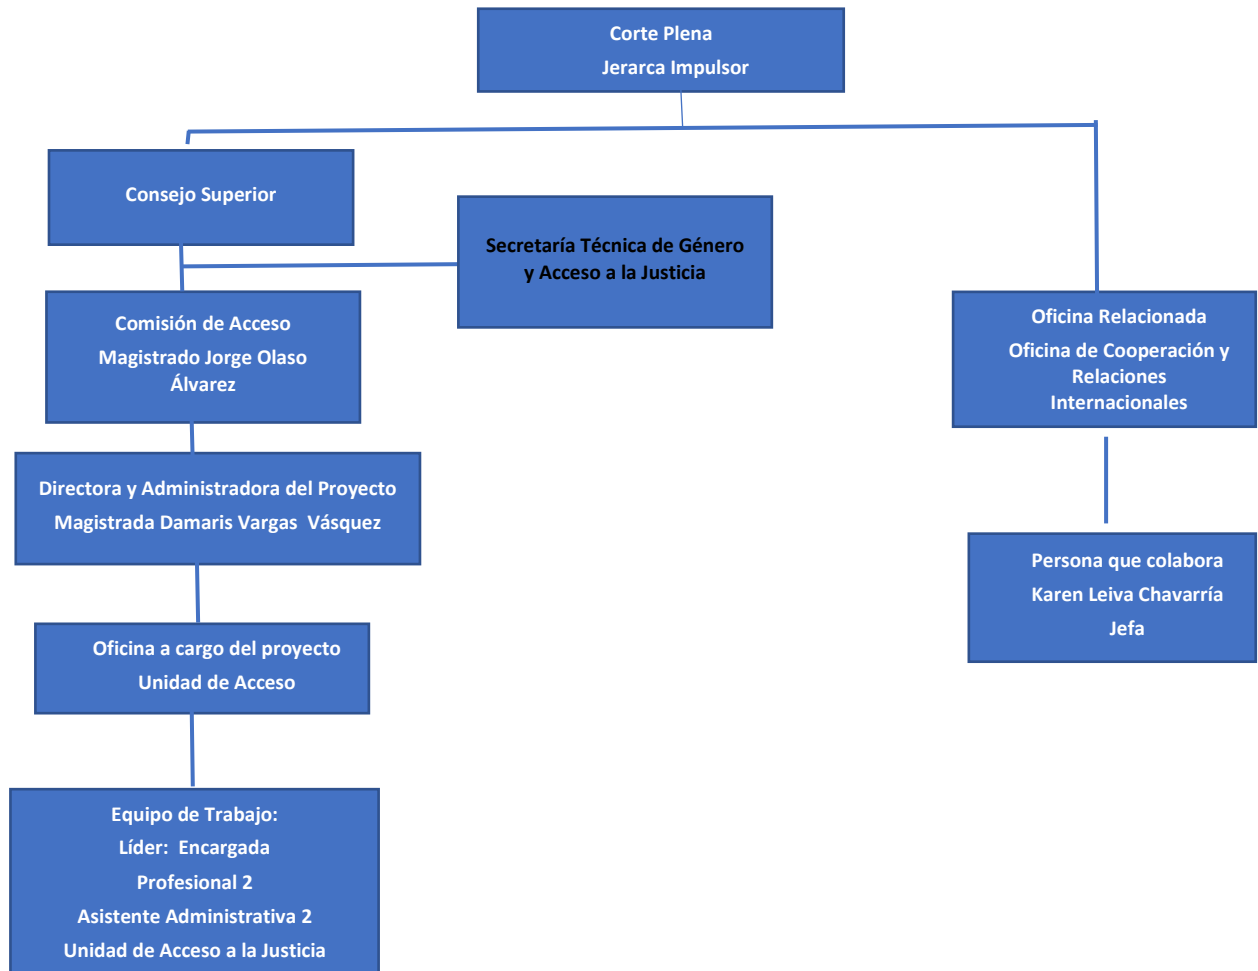 Corte Plena
Jerarca Impulsor
Consejo Superior
Secretaría Técnica de Género
y Acceso a la Justicia
Comisión de Acceso
Magistrado Jorge Olaso
Álvarez
Oficina Relacionada
Oficina de Cooperación y
Relaciones
Internacionales
Directora y Administradora del Proyecto
Magistrada Damaris Vargas  Vásquez
Persona que colabora
Karen Leiva Chavarría
Jefa
Oficina a cargo del proyecto
Unidad de Acceso
Equipo de Trabajo:
Líder:  Encargada
Profesional 2
Asistente Administrativa 2
Unidad de Acceso a la Justicia